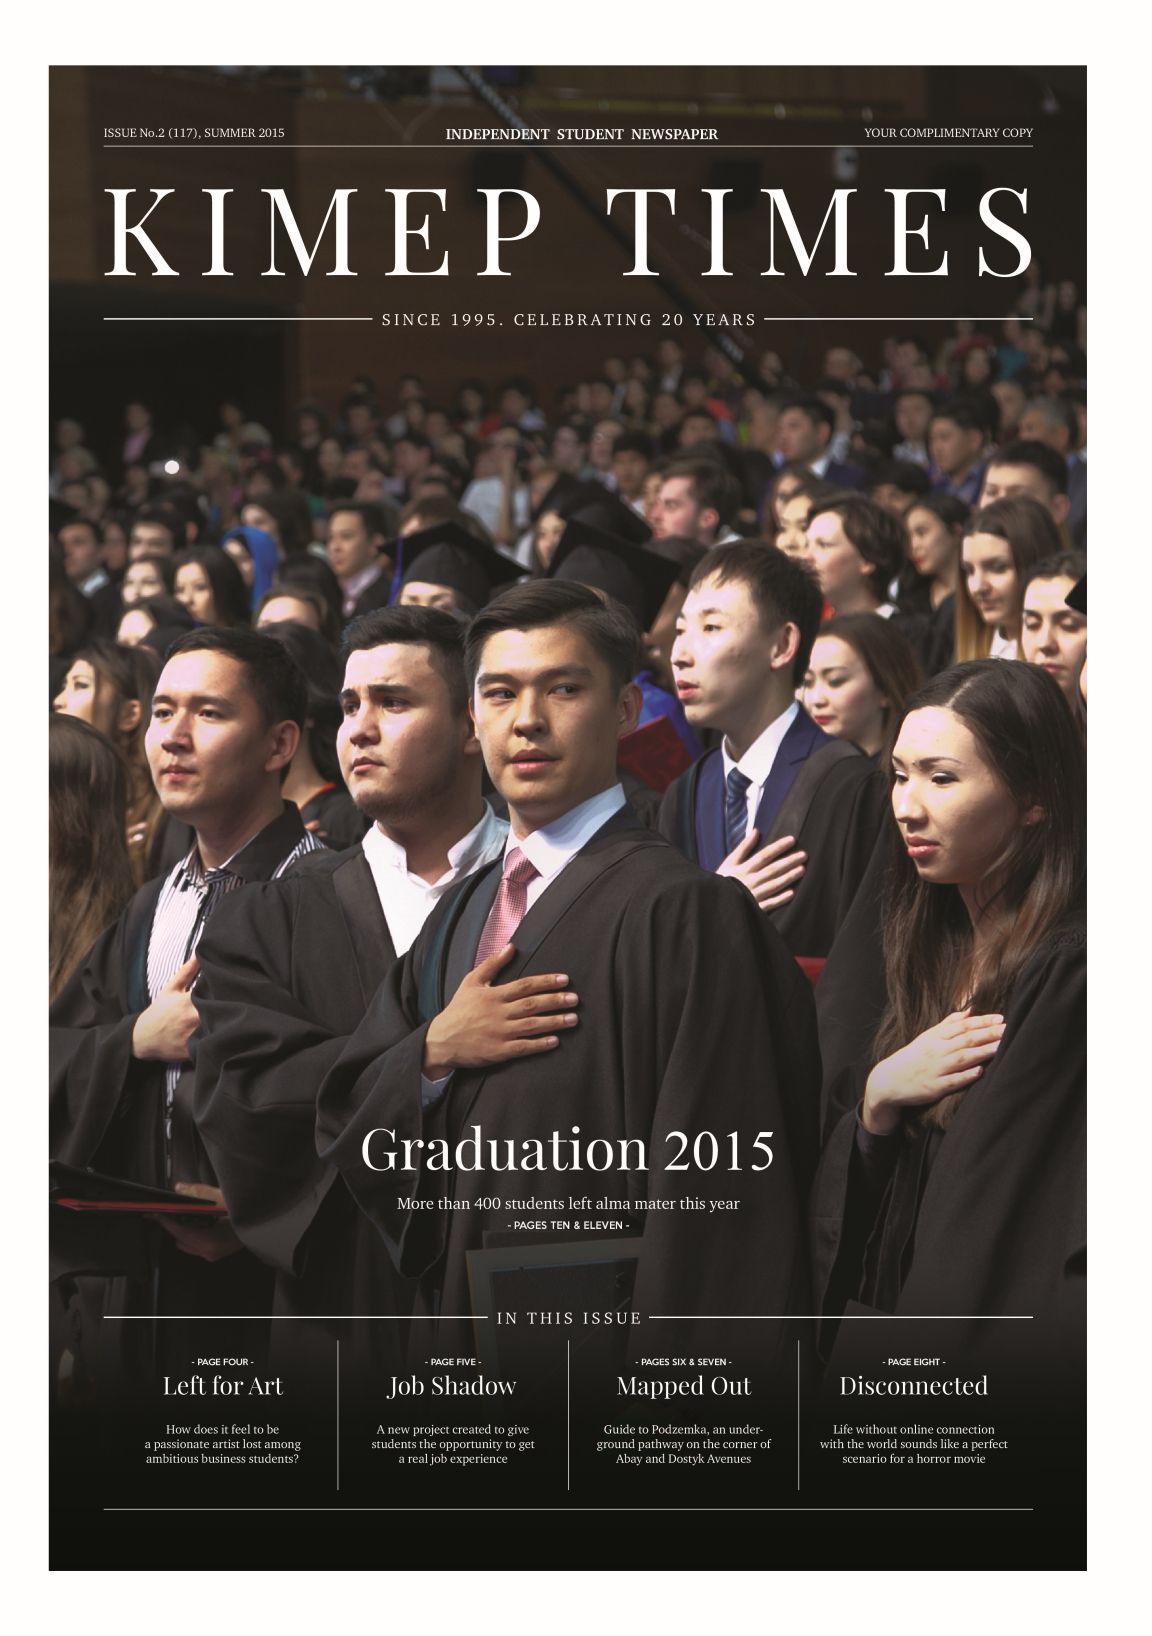 ISSUE No.2 (117), SUMMER 2015
INDEPENDENT STUDENT NEWSPAPER
YOUR COMPLIMENTARY COPY
KIMEP TIMES
SINCE 1995. CELEBRATING 20 YEARS
Graduation 2015
More than 400 students left alma mater this year
- PAGES TEN & ELEVEN -
IN THIS ISSUE
- PAGE FOUR -
Left for Art
How does it feel to be
a passionate artist lost among
ambitious business students?
- PAGE FIVE -
Job Shadow
A new project created to give
students the opportunity to get
a real job experience
- PAGES SIX & SEVEN -
Mapped Out
Guide to Podzemka, an under-
ground pathway on the corner of
Abay and Dostyk Avenues
- PAGE EIGHT -
Disconnected
Life without online connection
with the world sounds like a perfect
scenario for a horror movie